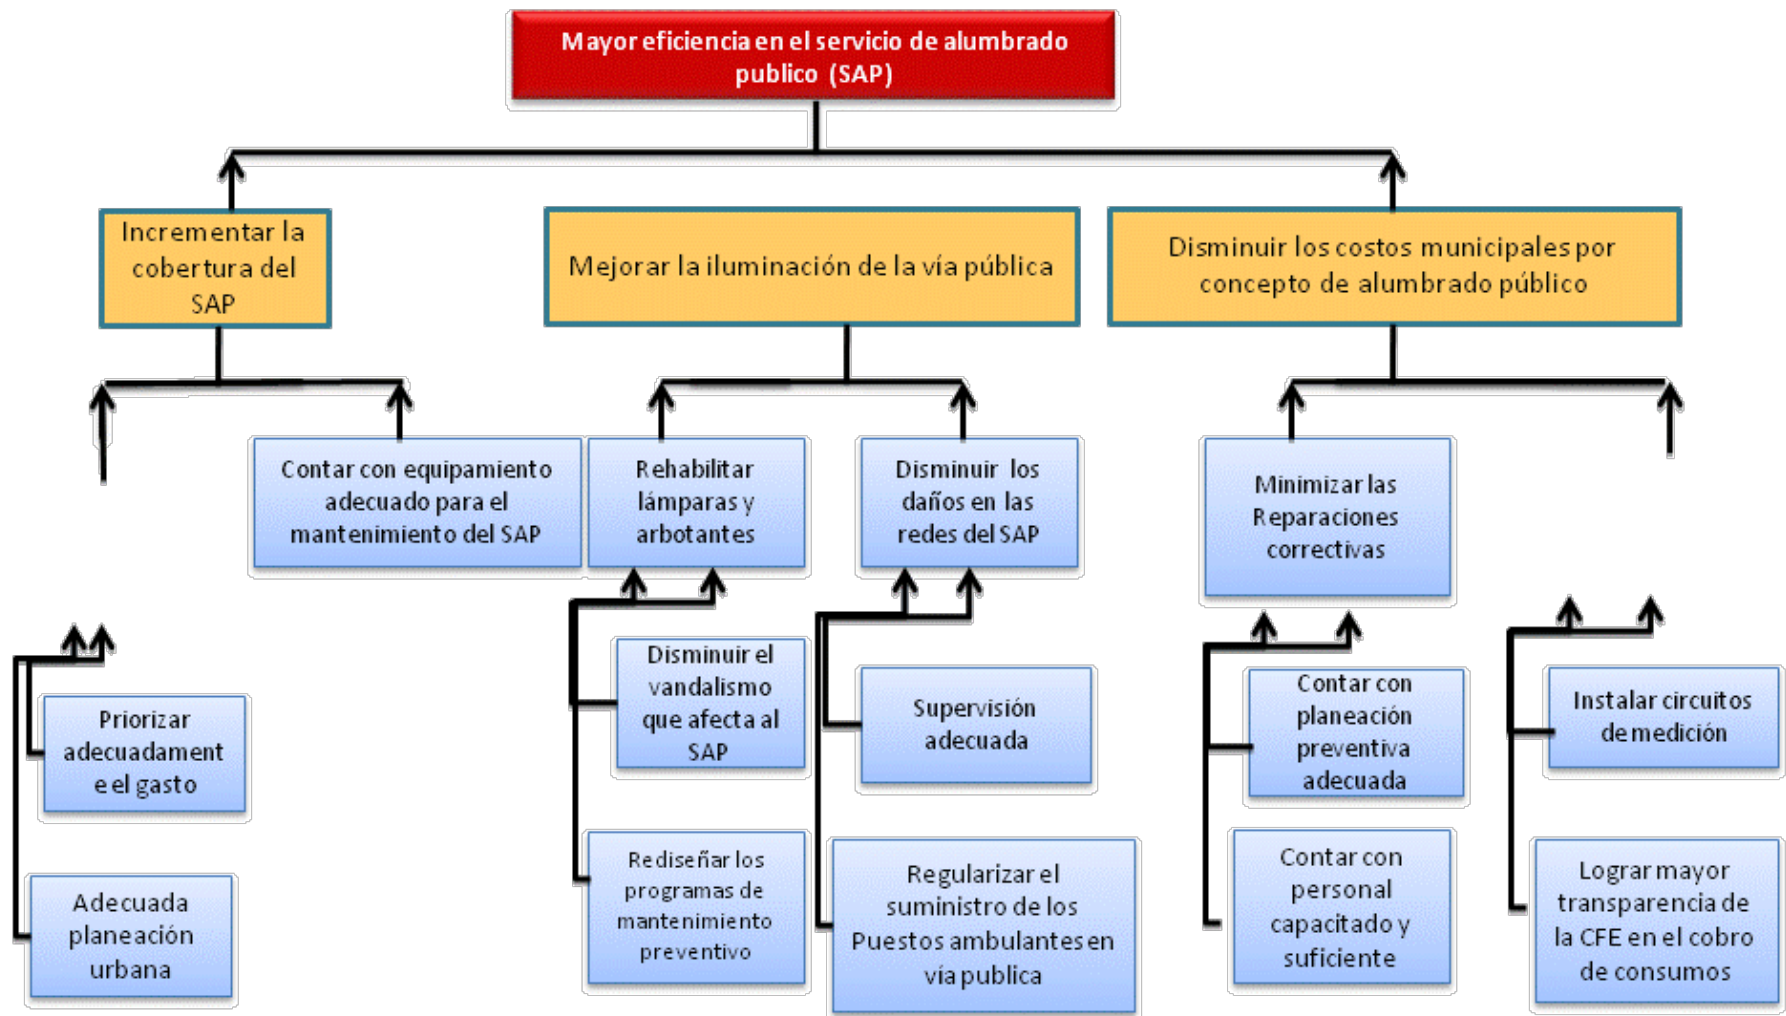 Mayor eficiencia en el servicio de alumbrado
publico (SAP)
Incrementar la
cobertura del
SAP
Mejorar la iluminación de la vía pública
Disminuir los costos municipales por
concepto de alumbrado público
Contar con equipamiento
adecuado para el
mantenimiento del SAP
Rehabilitar
lámparas y
arbotantes
Disminuir los
daños en las
redes del SAP
Minimizar las
Reparaciones
correctivas
Priorizar
adecuadament
e el gasto
Disminuir el
vandalismo
que afecta al
SAP
Supervisión
adecuada
Contar con
planeación
preventiva
adecuada
Instalar circuitos
de medición
Adecuada
planeación
urbana
Rediseñar los
programas de
mantenimiento
preventivo
Regularizar el
suministro de los
Puestos ambulantes en
vía publica
Contar con
personal
capacitado y
suficiente
Lograr mayor
transparencia de
la CFE en el cobro
de consumos